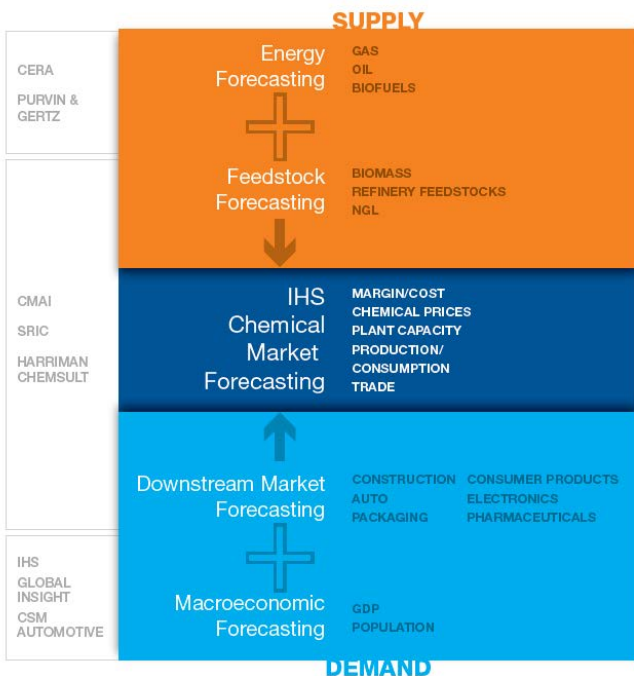 SUPPLY
CERA
PURVIN &
GERTZ
Energy
Forecasting
GAS
OIL
BIOFUELS
Feedstock
Forecasting
BIOMASS
REFINERY FEEDSTOCKS
NGL
CMAI
SRIC
HARRIMAN
CHEMSULT
IHS
Chemical
Market
Forecasting
MARGIN/COST
CHEMICAL PRICES
PLANT CAPACITY
PRODUCTION/
CONSUMPTION
TRADE
Downstream Market
Forecasting
CONSTRUCTION
AUTO
PACKAGING
CONSUMER PRODUCTS
ELECTRONICS
PHARMACEUTICALS
IHS
GLOBAL
INSIGHT
CSM
AUTOMOTIVE
Macroeconomic
Forecasting
GDP
POPULATION
DEMAND